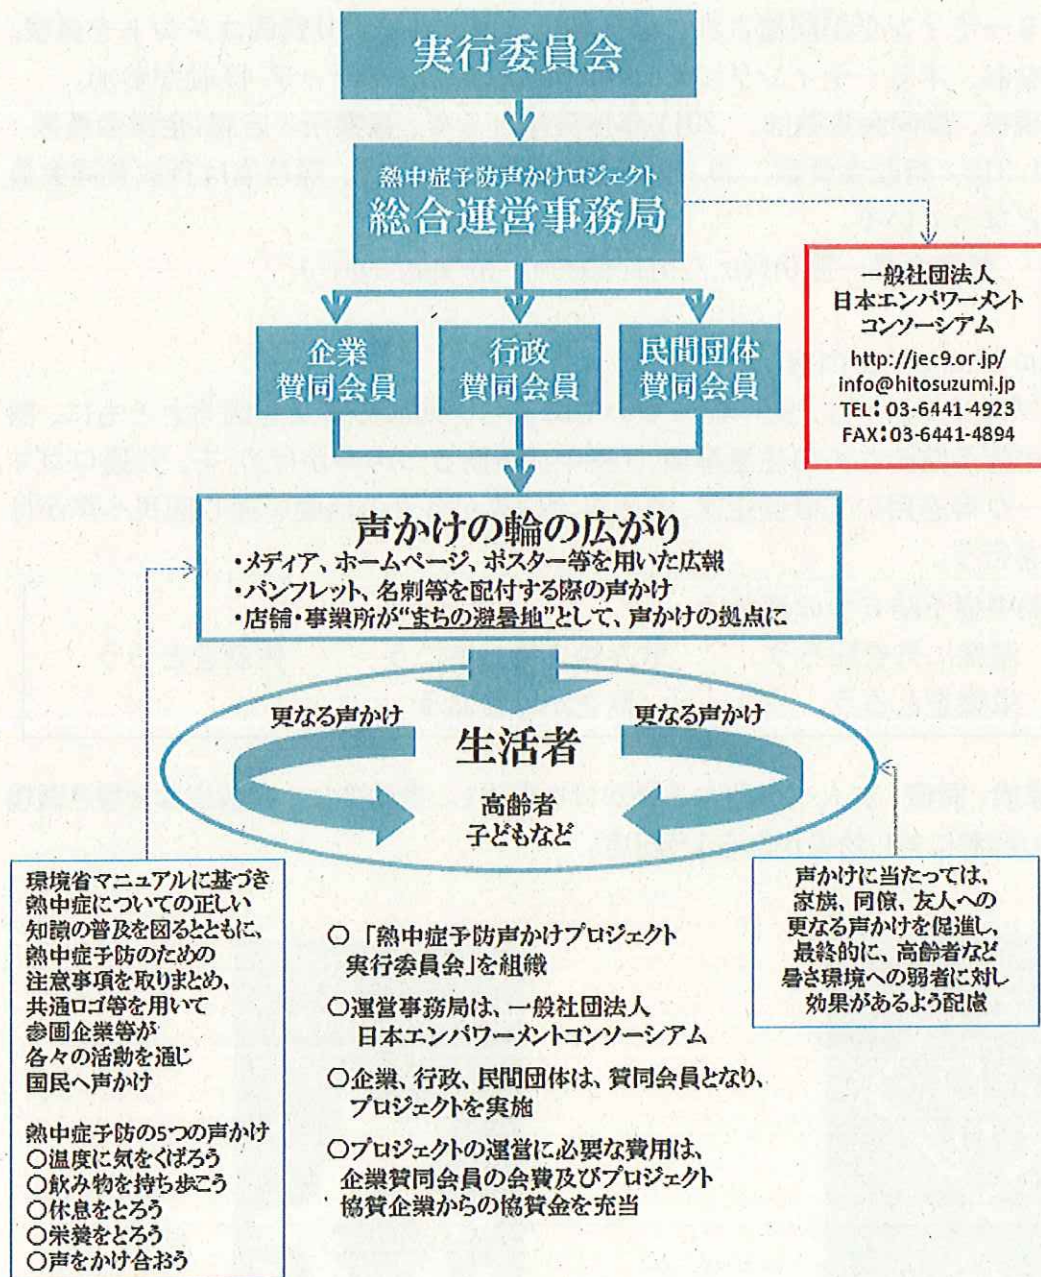 実行委員会
熱中症予防声かけロジェクト
総合運営事務局
一般社団法人
日本エンパワーメント
コンソーシアム
http://jec9.or.jp/
info@hitosuzumi.jp
TEL: 03-6441-4923
FAX: 03-6441-4894
企業
賛同会員
行政
賛同会員
民間団体
賛同会員
声かけの輪の広がり
・メディア、ホームページ、ポスター等を用いた広報
・パンフレット、名刺等を配付する際の声かけ
・店舗・事業所が“まちの避暑地”として、声かけの拠点に
更なる声かけ
更なる声かけ
生活者
高齢者
子どもなど
環境省マニュアルに基づき
熱中症についての正しい
知識の普及を図るとともに、
熱中症予防のための
注意事項を取りまとめ、
共通ロゴ等を用いて
参画企業等が
各々の活動を通じ
国民へ声かけ
熱中症予防の5つの声かけ
○温度に気をくばろう
○飲み物を持ち歩こう
○休息をとろう
○栄養をとろう
○声をかけ合おう
○「熱中症予防声かけプロジェクト
実行委員会」を組織
○運営事務局は、一般社団法人
日本エンパワーメントコンソーシアム
○企業、行政、民間団体は、賛同会員となり、
プロジェクトを実施
○プロジェクトの運営に必要な費用は、
企業賛同会員の会費及びプロジェクト
協賛企業からの協賛金を充当
声かけに当たっては、
家族、同僚、友人への
更なる声かけを促進し、
最終的に、高齢者など
暑さ環境への弱者に対し
効果があるよう配慮